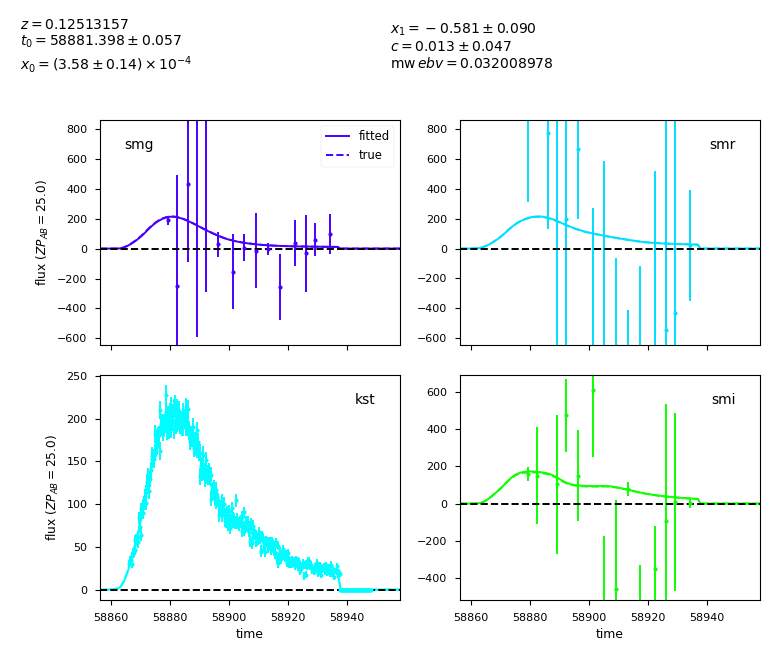 z = 0.12513157
t₀ = 58881.398 ± 0.057
x₀ = (3.58 ± 0.14) × 10⁻⁴
x₁ = −0.581 ± 0.090
c = 0.013 ± 0.047
mw ebv = 0.032008978
800
600
400
200
0
−200
−400
−600
flux (ZP_AB = 25.0)
smg
fitted
true
800
600
400
200
0
−200
−400
−600
smr
250
200
150
100
50
0
flux (ZP_AB = 25.0)
kst
58860 58880 58900 58920 58940
time
600
400
200
0
−200
−400
smi
58860 58880 58900 58920 58940
time